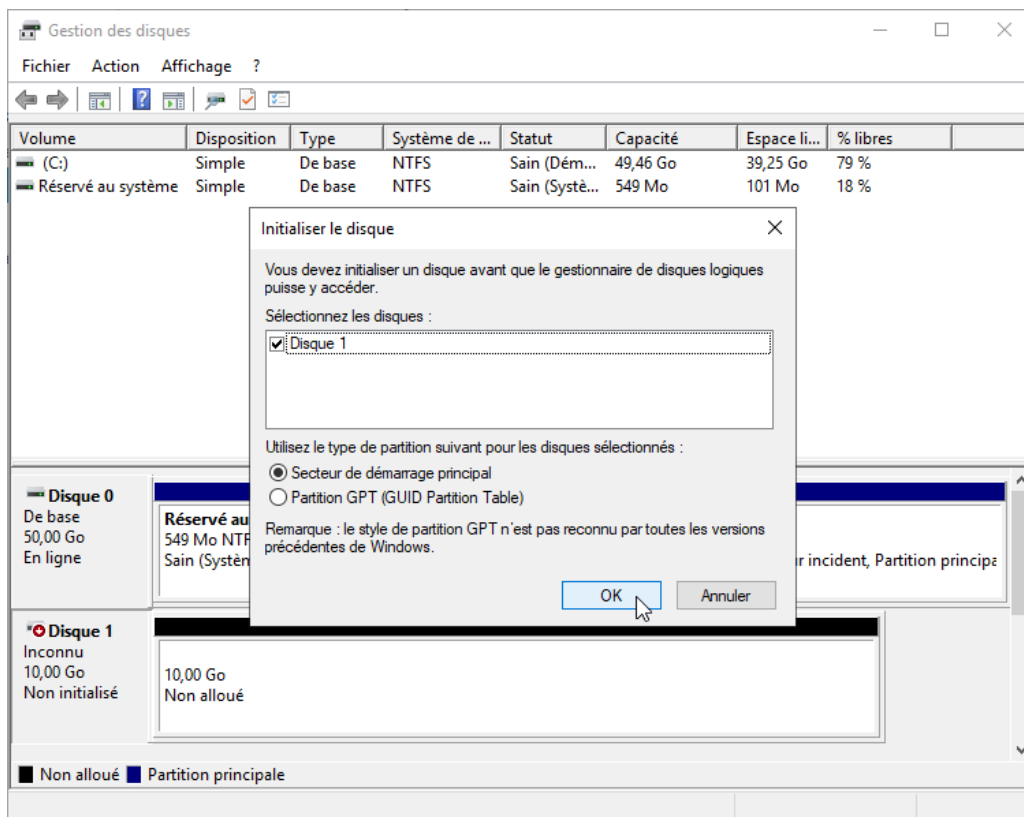 Gestion des disques
Fichier Action Affichage ?
Volume Disposition Type Système de ... Statut Capacité Espace li... % libres
(C:) Simple De base NTFS Sain (Dém... 49,46 Go 39,25 Go 79 %
Réservé au système Simple De base NTFS Sain (Systè... 549 Mo 101 Mo 18 %
Initialiser le disque
Vous devez initialiser un disque avant que le gestionnaire de disques logiques
puisse y accéder.
Sélectionnez les disques :
Disque 1
Utilisez le type de partition suivant pour les disques sélectionnés :
Secteur de démarrage principal
Partition GPT (GUID Partition Table)
Remarque : le style de partition GPT n'est pas reconnu par toutes les versions
précédentes de Windows.
OK Annuler
Disque 0
De base
50,00 Go
En ligne
Réservé au
549 Mo NTF
Sain (Systèm
r incident, Partition principa
Disque 1
Inconnu
10,00 Go
Non initialisé
10,00 Go
Non alloué
Non alloué Partition principale